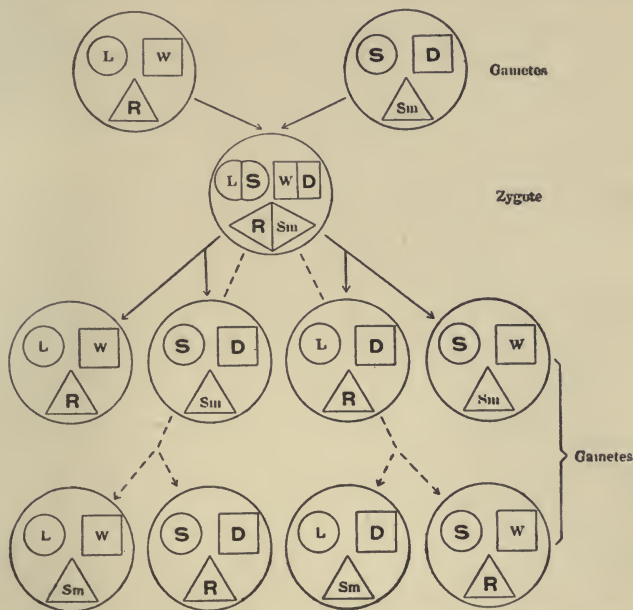 L W S D Gametes
R Sm
L S W D Zygote
R Sm
L W S D L D S W
R Sm R Sm
Gametes
L W S D L D S W
Sm R Sm R